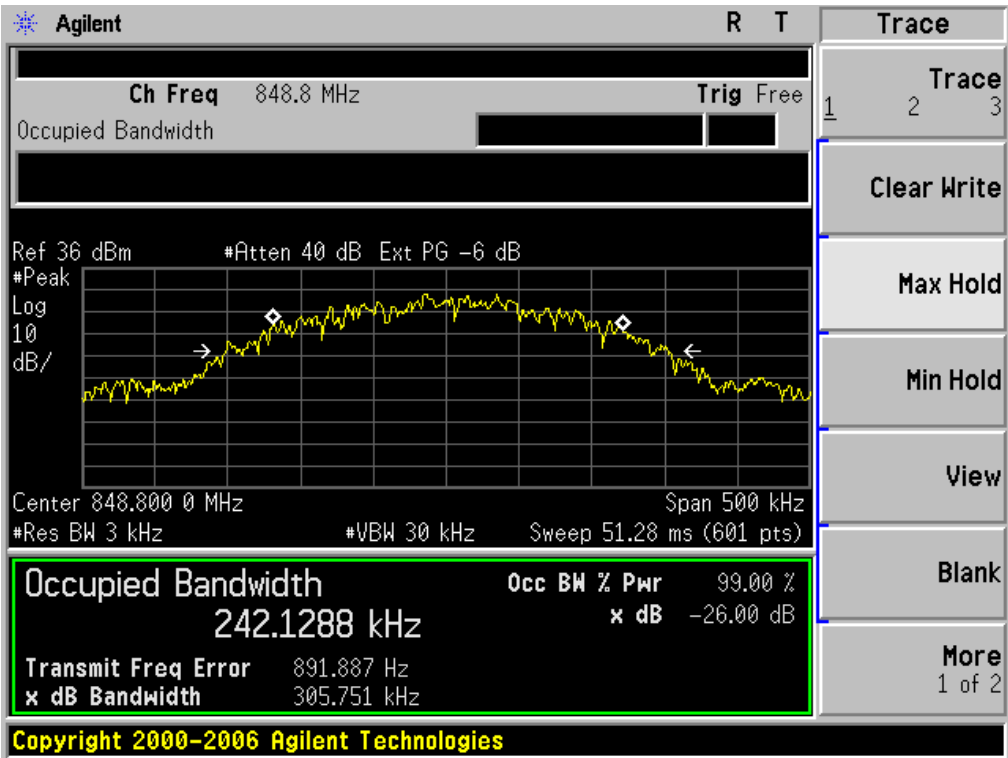 Agilent R T
Ch Freq 848.8 MHz Trig Free
Occupied Bandwidth
Ref 36 dBm #Atten 40 dB Ext PG −6 dB
#Peak
Log
10
dB/
Center 848.800 0 MHz Span 500 kHz
#Res BW 3 kHz #VBW 30 kHz Sweep 51.28 ms (601 pts)
Occupied Bandwidth Occ BW % Pwr 99.00 %
242.1288 kHz x dB −26.00 dB
Transmit Freq Error 891.887 Hz
x dB Bandwidth 305.751 kHz
Copyright 2000−2006 Agilent Technologies
Trace
Trace
1 2 3
Clear Write
Max Hold
Min Hold
View
Blank
More
1 of 2